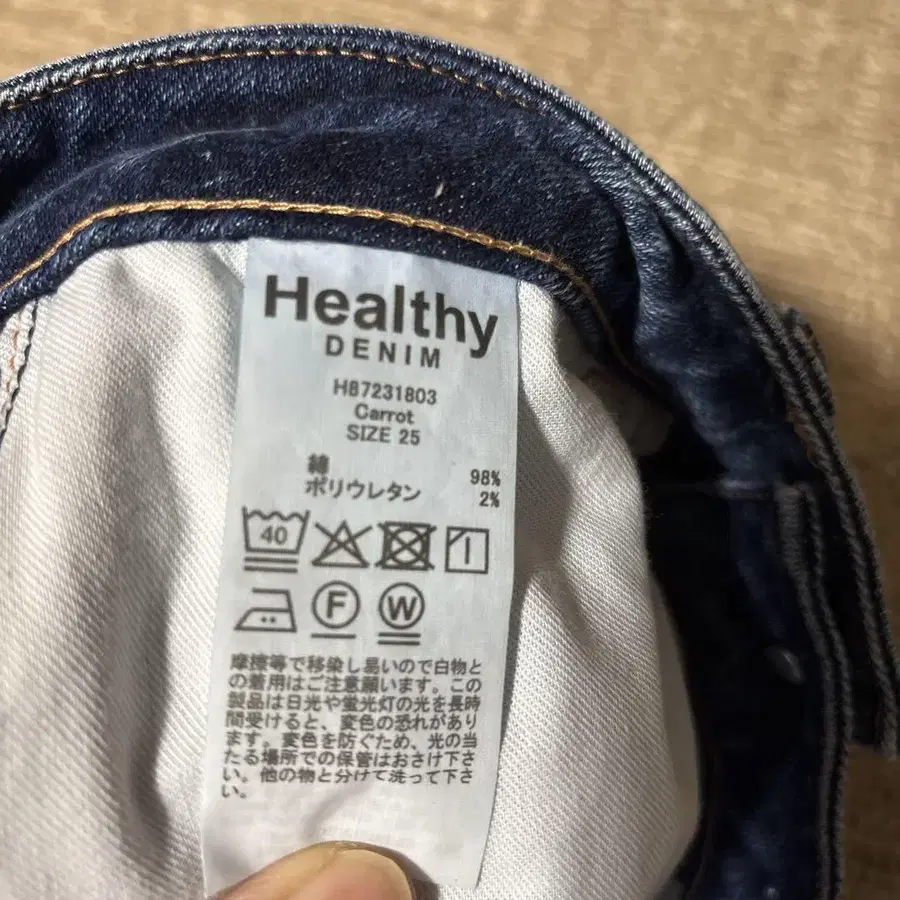 Healthy
DENIM
HB7231803
Carrot
SIZE 25
綿 98%
ポリウレタン 2%
40
F W
摩擦等で移染し易いので白物と
の着用はご注意願います。この
製品は日光や蛍光灯の光を長時
間受けると、変色の恐れがあり
ます。変色を防ぐため、光の当
たる場所での保管はおさけ下さ
い。他の物と分けて洗って下さ
い。